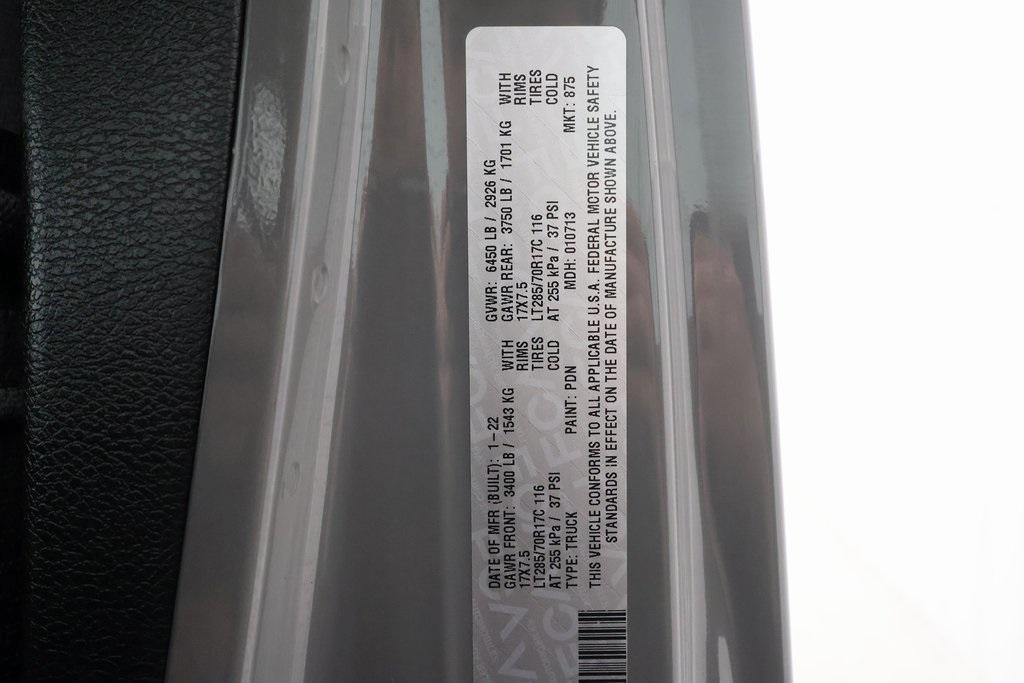 DATE OF MFR (BUILT): 1-22 GVWR: 6450 LB / 2926 KG
GAWR FRONT: 3400 LB / 1543 KG WITH GAWR REAR: 3750 LB / 1701 KG WITH
17X7.5 RIMS 17X7.5 RIMS
LT285/70R17C 116 TIRES LT285/70R17C 116 TIRES
AT 255 kPa / 37 PSI COLD AT 255 kPa / 37 PSI COLD
TYPE: TRUCK PAINT: PDN MDH: 010713 MKT: 875
THIS VEHICLE CONFORMS TO ALL APPLICABLE U.S.A. FEDERAL MOTOR VEHICLE SAFETY
STANDARDS IN EFFECT ON THE DATE OF MANUFACTURE SHOWN ABOVE.